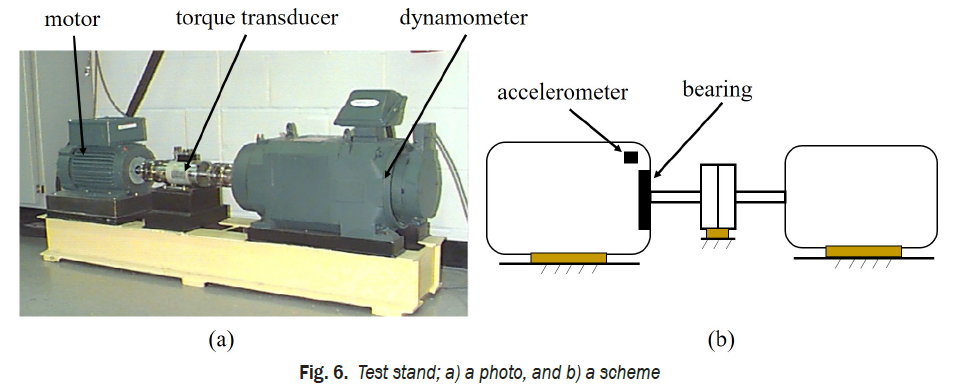 motor
torque transducer
dynamometer
accelerometer
bearing
(a)
(b)
Fig. 6. Test stand; a) a photo, and b) a scheme